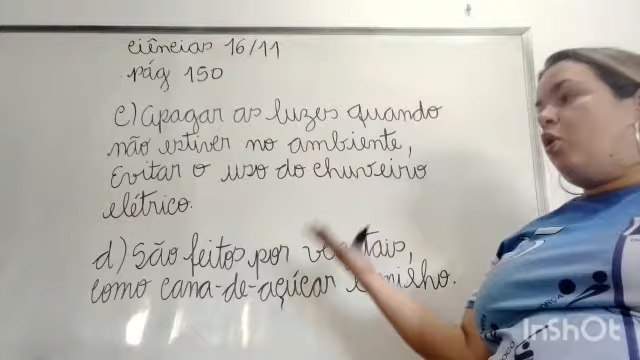 ciências 16/11
pág 150
c) Apagar as luzes quando
não estiver no ambiente,
Evitar o uso do chuveiro
elétrico.
d) São feitos por
como cana-de-açúcar e milho.
InShOt